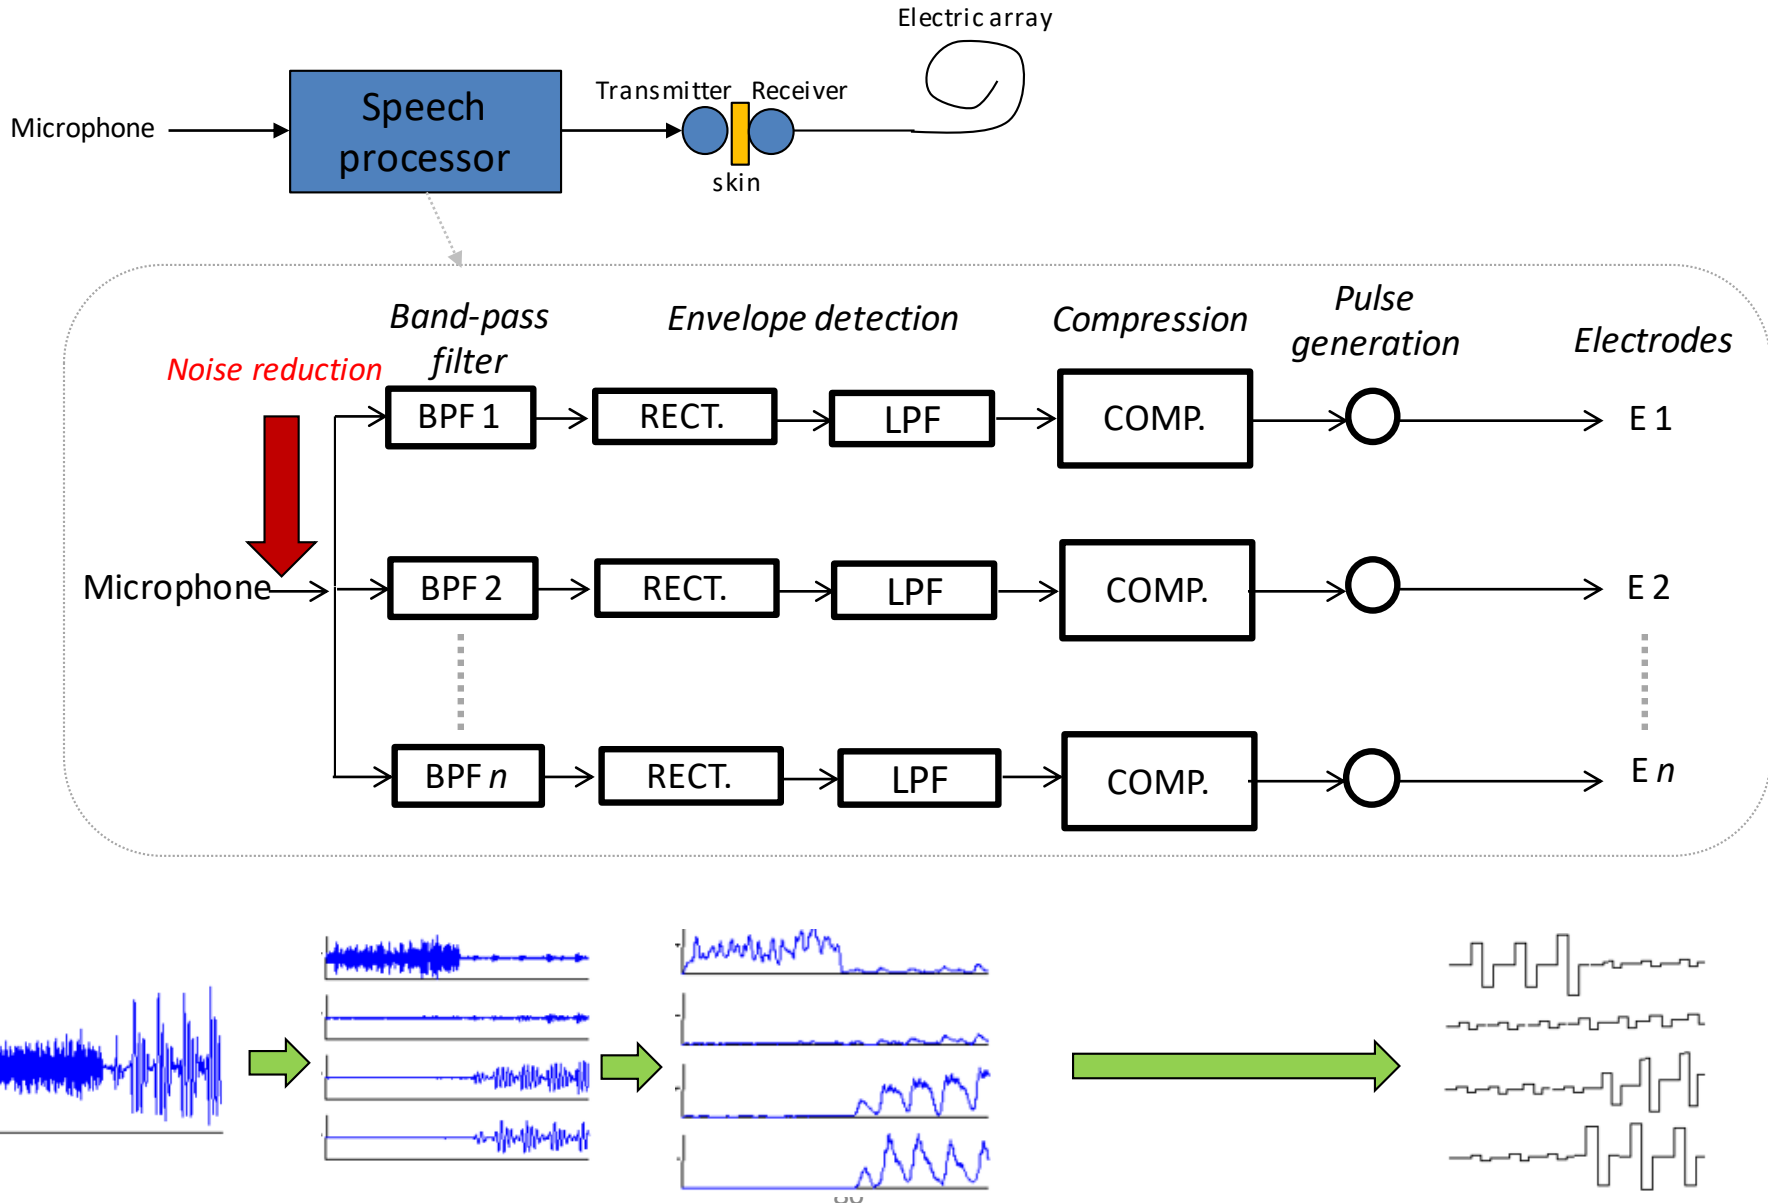 Electric array
Speech
processor
Transmitter Receiver
Microphone
skin
Band-pass
filter
Envelope detection
Compression
Pulse
generation
Electrodes
Noise reduction
BPF 1 RECT. LPF COMP. E 1
Microphone BPF 2 RECT. LPF COMP. E 2
BPF n RECT. LPF COMP. E n